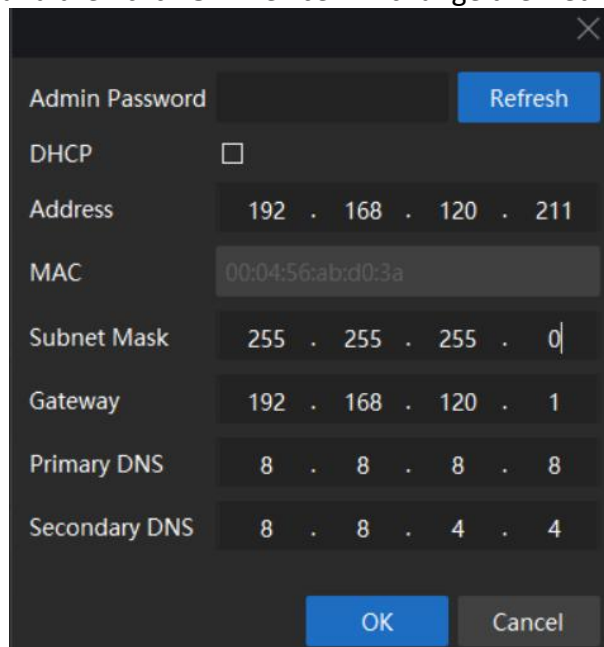 Admin Password Refresh
DHCP
Address 192 . 168 . 120 . 211
MAC 00:04:56:ab:d0:3a
Subnet Mask 255 . 255 . 255 . 0
Gateway 192 . 168 . 120 . 1
Primary DNS 8 . 8 . 8 . 8
Secondary DNS 8 . 8 . 4 . 4
OK Cancel